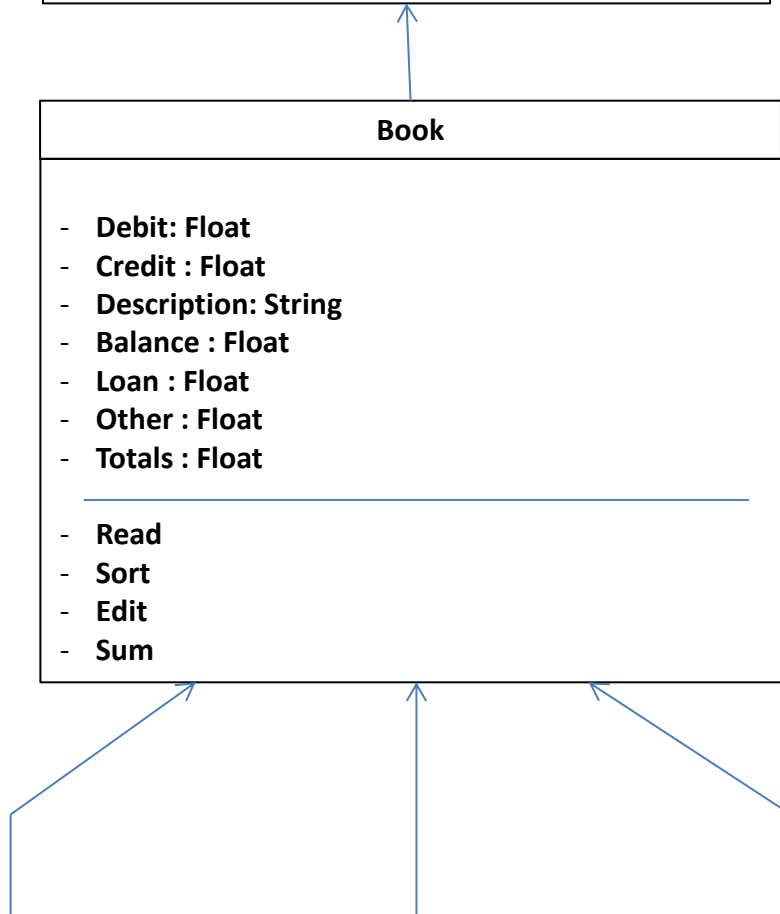 Book
- Debit: Float
- Credit : Float
- Description: String
- Balance : Float
- Loan : Float
- Other : Float
- Totals : Float
- Read
- Sort
- Edit
- Sum